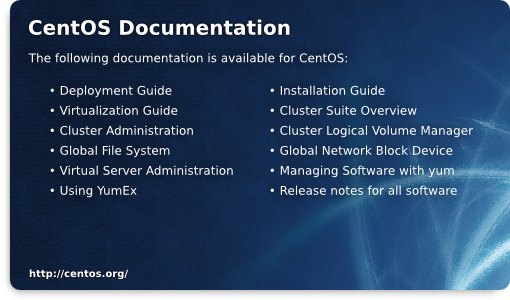 CentOS Documentation
The following documentation is available for CentOS:
• Deployment Guide
• Virtualization Guide
• Cluster Administration
• Global File System
• Virtual Server Administration
• Using YumEx
• Installation Guide
• Cluster Suite Overview
• Cluster Logical Volume Manager
• Global Network Block Device
• Managing Software with yum
• Release notes for all software
http://centos.org/